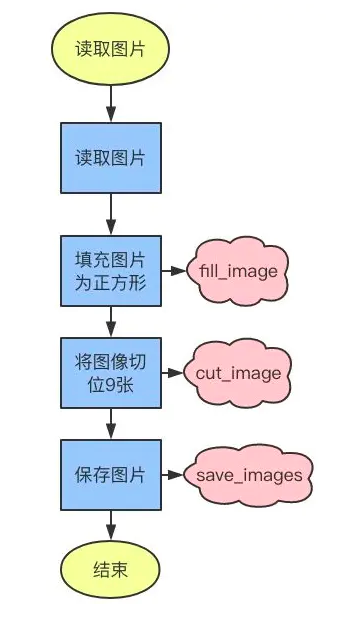 读取图片
读取图片
填充图片
为正方形
fill_image
将图像切
位9张
cut_image
保存图片
save_images
结束